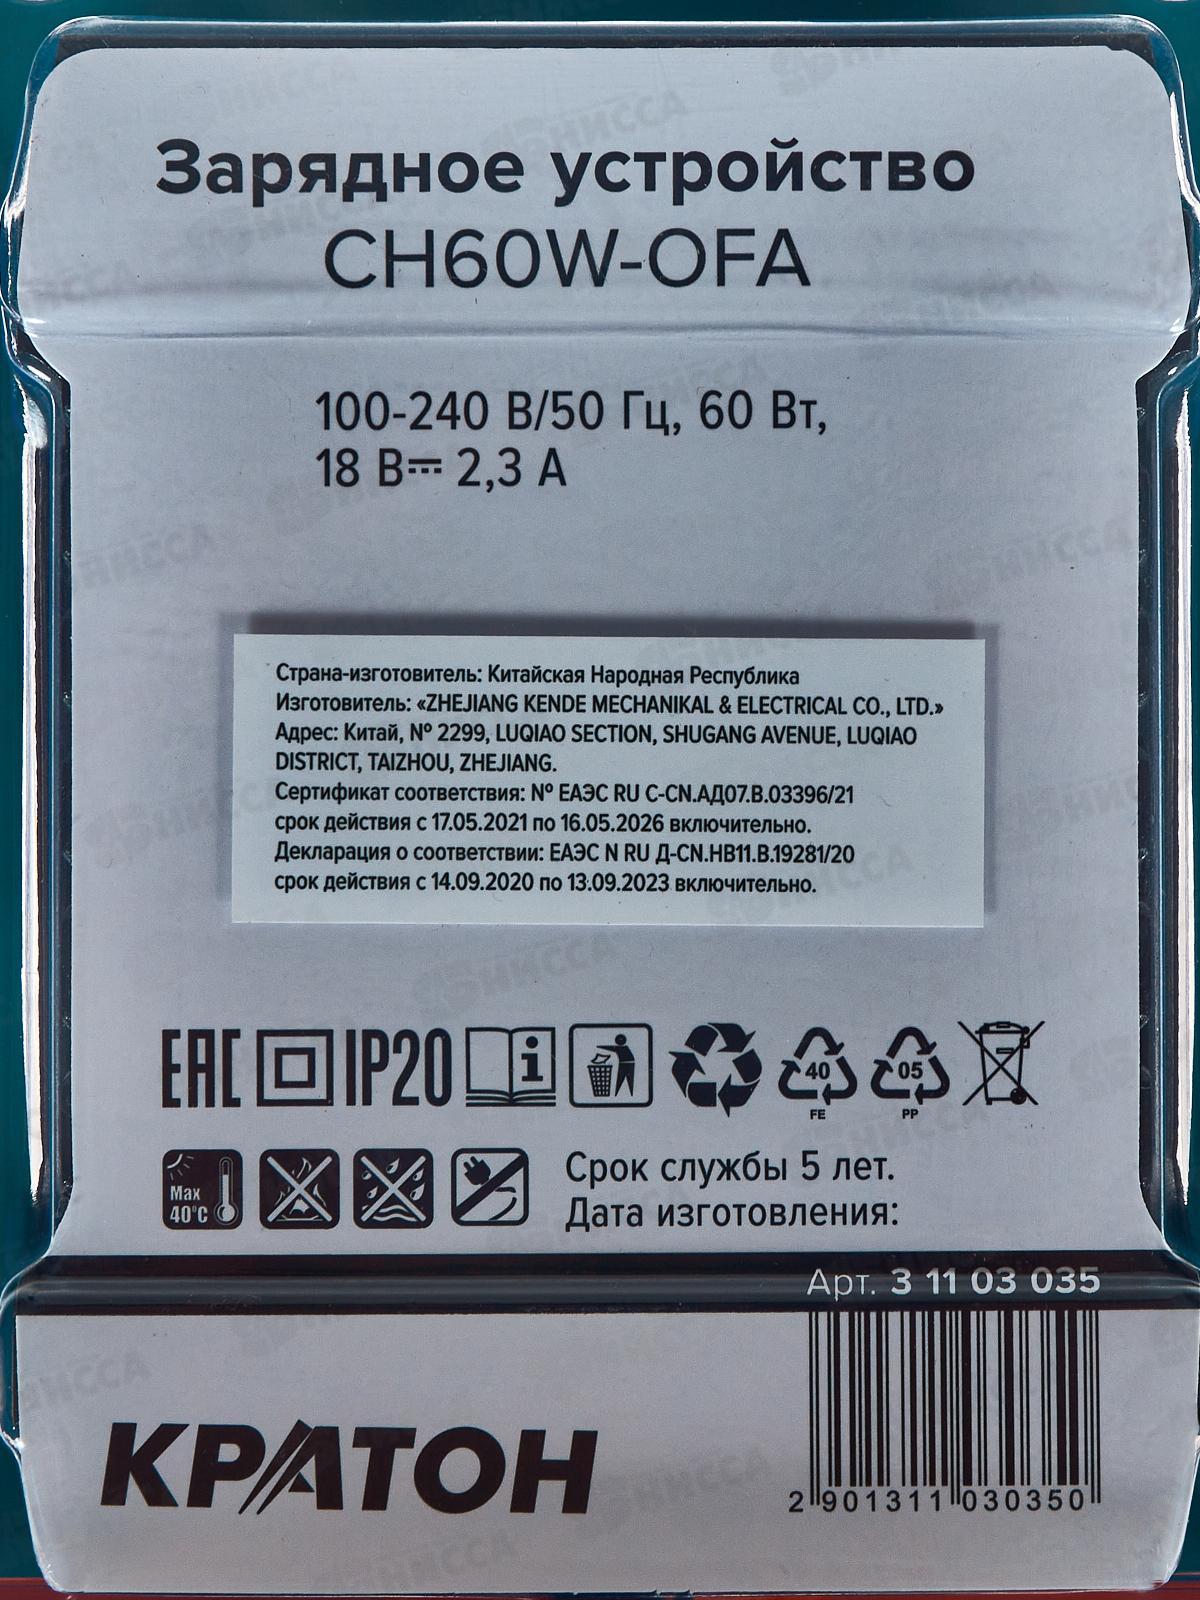 Зарядное устройство
CH60W-OFA
100-240 В/50 Гц, 60 Вт,
18 В⎓ 2,3 А
Страна-изготовитель: Китайская Народная Республика
Изготовитель: «ZHEJIANG KENDE MECHANIKAL & ELECTRICAL CO., LTD.»
Адрес: Китай, № 2299, LUQIAO SECTION, SHUGANG AVENUE, LUQIAO
DISTRICT, TAIZHOU, ZHEJIANG.
Сертификат соответствия: № ЕАЭС RU С-CN.АД07.В.03396/21
срок действия с 17.05.2021 по 16.05.2026 включительно.
Декларация о соответствии: ЕАЭС N RU Д-CN.НВ11.В.19281/20
срок действия с 14.09.2020 по 13.09.2023 включительно.
EAC IP20 i 40 05
FE PP
Max
40°C
Срок службы 5 лет.
Дата изготовления:
Арт. 3 11 03 035
КРАТОН
2 901311 030350